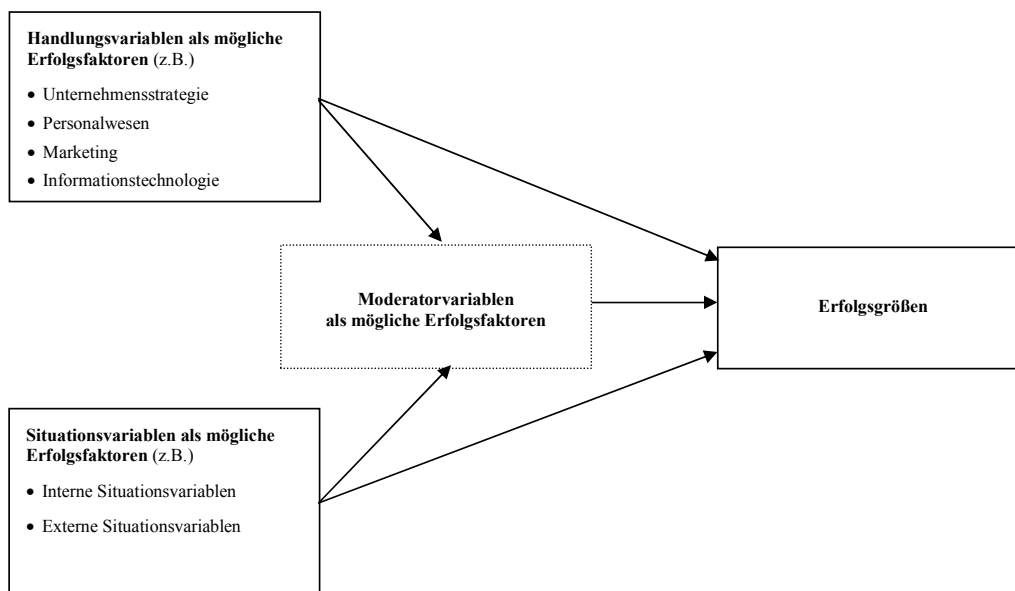 Handlungsvariablen als mögliche
Erfolgsfaktoren (z.B.)
• Unternehmensstrategie
• Personalwesen
• Marketing
• Informationstechnologie
Moderatorvariablen
als mögliche Erfolgsfaktoren
Erfolgsgrößen
Situationsvariablen als mögliche
Erfolgsfaktoren (z.B.)
• Interne Situationsvariablen
• Externe Situationsvariablen